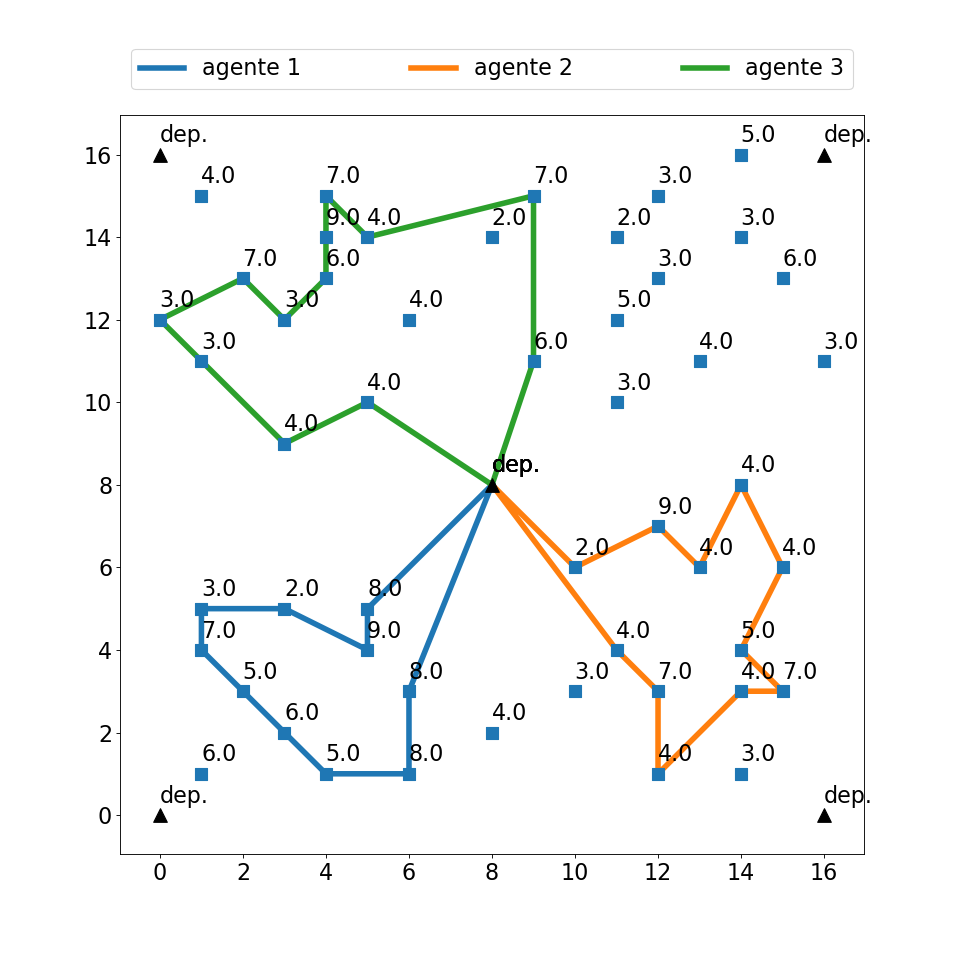 agente 1 agente 2 agente 3
dep. 5.0 dep.
16
4.0 7.0 7.0 3.0
9.0 4.0 2.0 2.0 3.0
14
7.0 6.0 3.0 6.0
3.0 3.0 4.0 5.0
12
3.0 6.0 4.0 3.0
4.0 3.0
10
4.0
dep. 4.0
8
9.0
2.0 4.0 4.0
6
3.0 2.0 8.0
7.0 9.0 4.0 5.0
4
5.0 8.0 3.0 7.0 4.0 7.0
6.0 4.0
2
6.0 5.0 8.0 4.0 3.0
dep. dep.
0
0 2 4 6 8 10 12 14 16